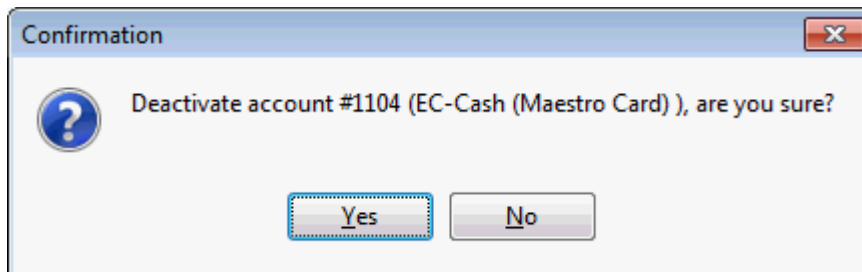 Confirmation
Deactivate account #1104 (EC-Cash (Maestro Card) ), are you sure?
Yes
No